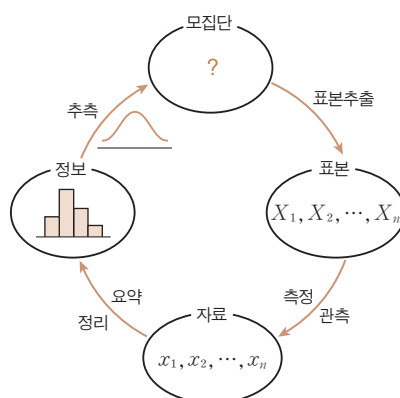 모집단
?
표본추출
추측
표본
X₁, X₂, ⋯, Xₙ
정보
측정
관측
자료
x₁, x₂, ⋯, xₙ
요약
정리